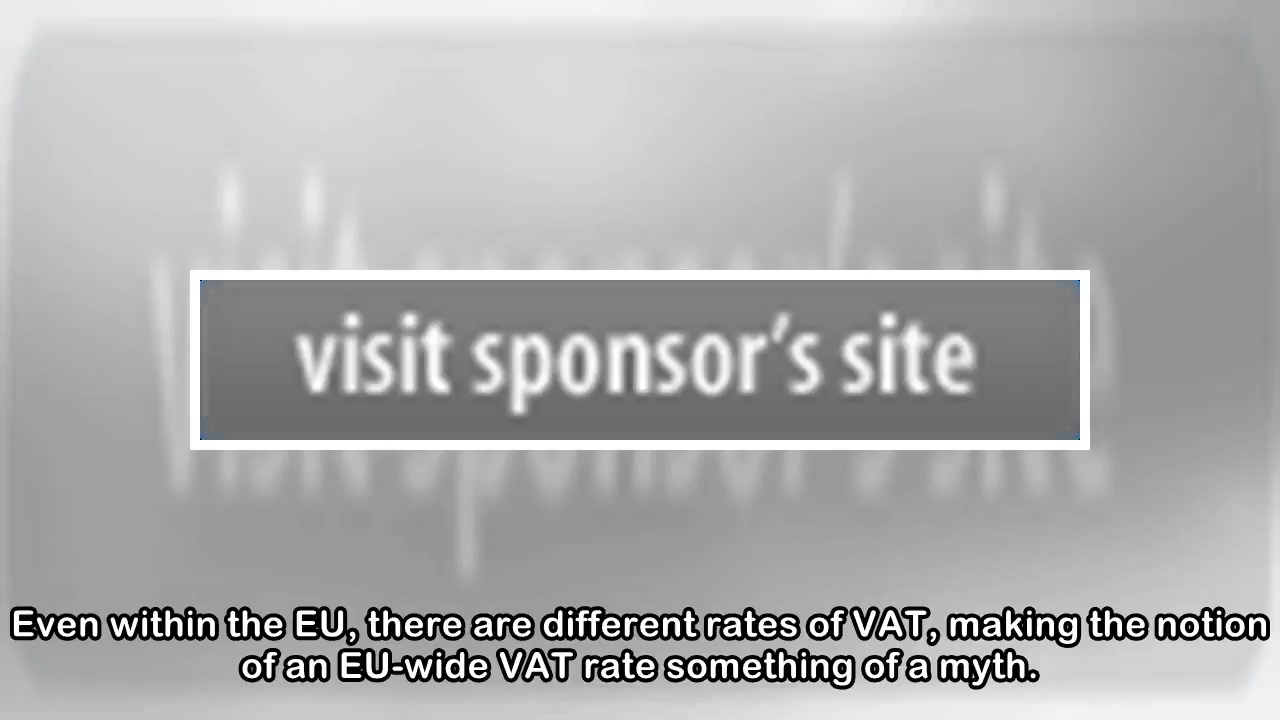 visit sponsor's site
Even within the EU, there are different rates of VAT, making the notion
of an EU-wide VAT rate something of a myth.